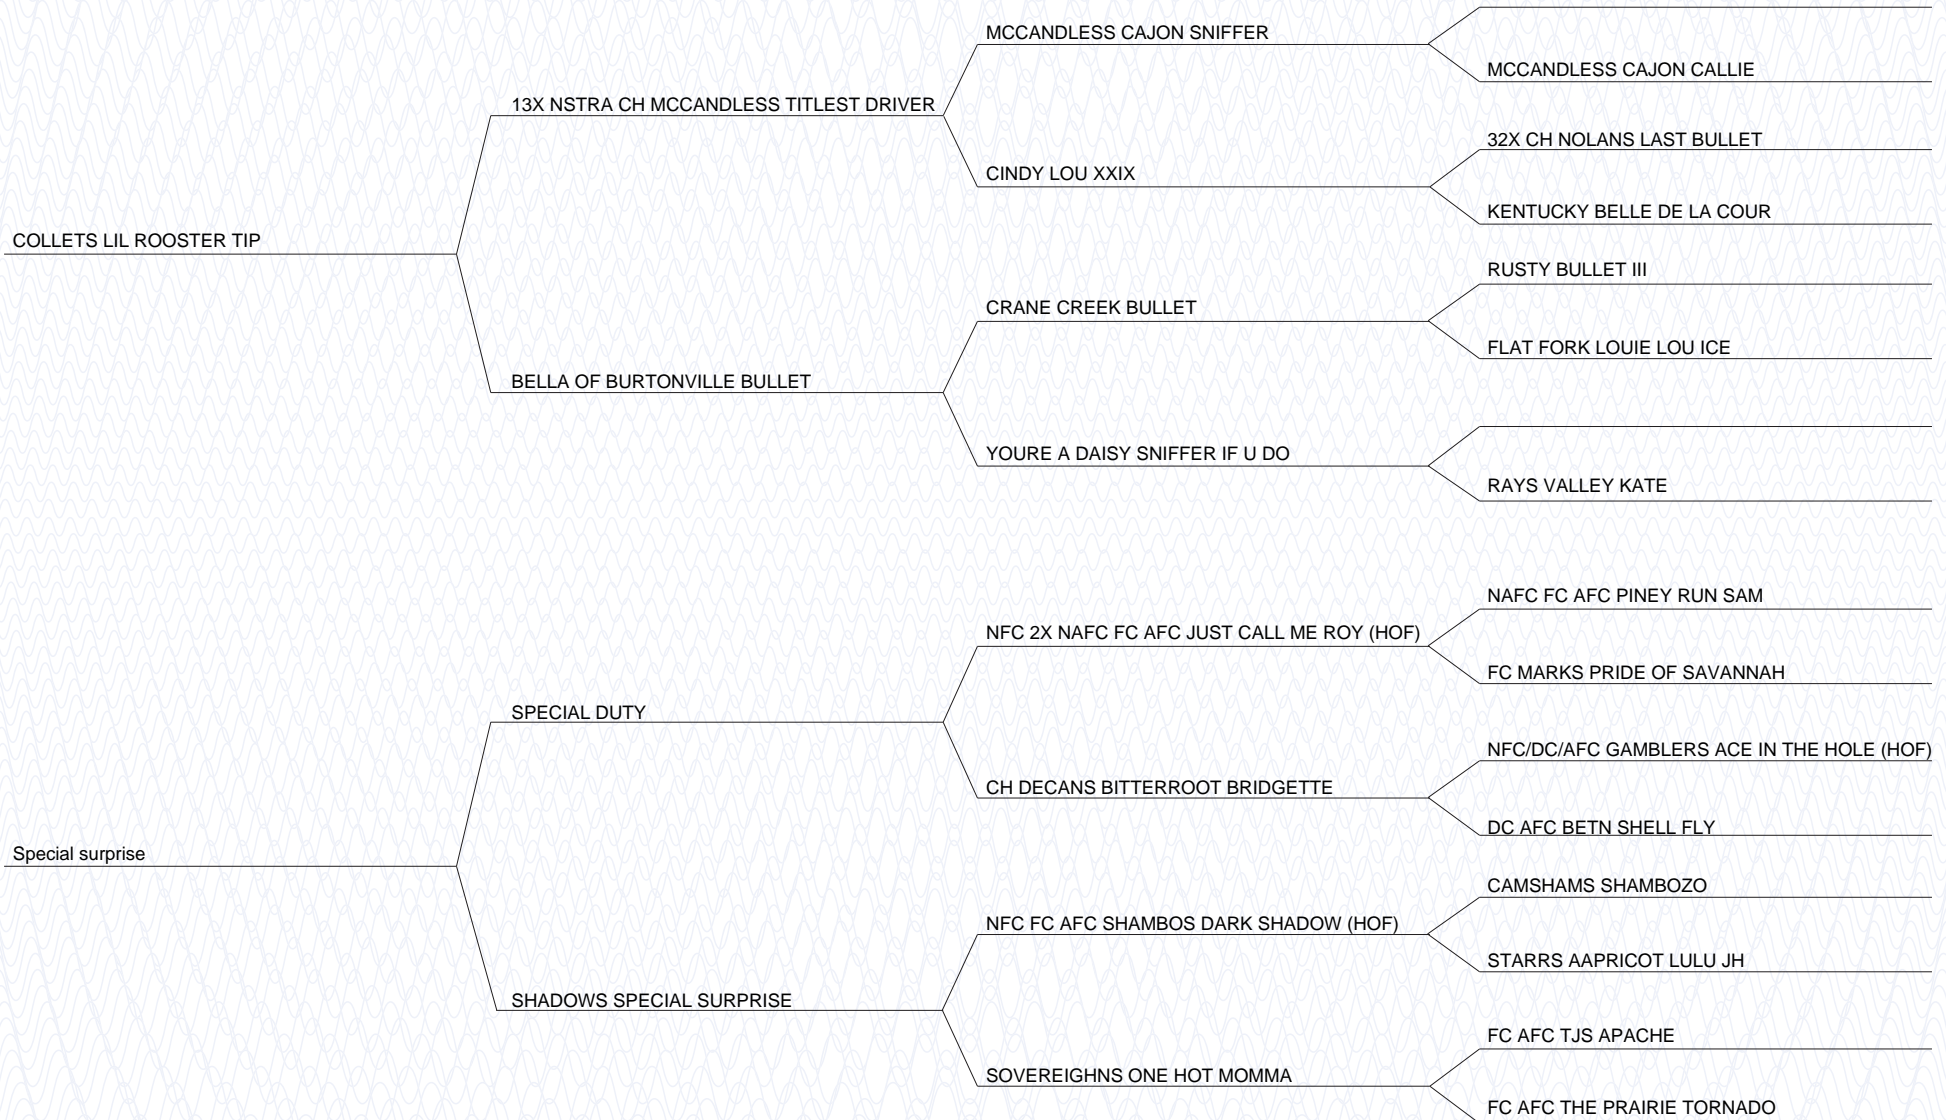 MCCANDLESS CAJON SNIFFER
MCCANDLESS CAJON CALLIE
13X NSTRA CH MCCANDLESS TITLEST DRIVER
32X CH NOLANS LAST BULLET
CINDY LOU XXIX
KENTUCKY BELLE DE LA COUR
COLLETS LIL ROOSTER TIP
RUSTY BULLET III
CRANE CREEK BULLET
FLAT FORK LOUIE LOU ICE
BELLA OF BURTONVILLE BULLET
YOURE A DAISY SNIFFER IF U DO
RAYS VALLEY KATE
NAFC FC AFC PINEY RUN SAM
NFC 2X NAFC FC AFC JUST CALL ME ROY (HOF)
FC MARKS PRIDE OF SAVANNAH
SPECIAL DUTY
NFC/DC/AFC GAMBLERS ACE IN THE HOLE (HOF)
CH DECANS BITTERROOT BRIDGETTE
DC AFC BETN SHELL FLY
Special surprise
CAMSHAMS SHAMBOZO
NFC FC AFC SHAMBOS DARK SHADOW (HOF)
STARRS AAPRICOT LULU JH
SHADOWS SPECIAL SURPRISE
FC AFC TJS APACHE
SOVEREIGHNS ONE HOT MOMMA
FC AFC THE PRAIRIE TORNADO